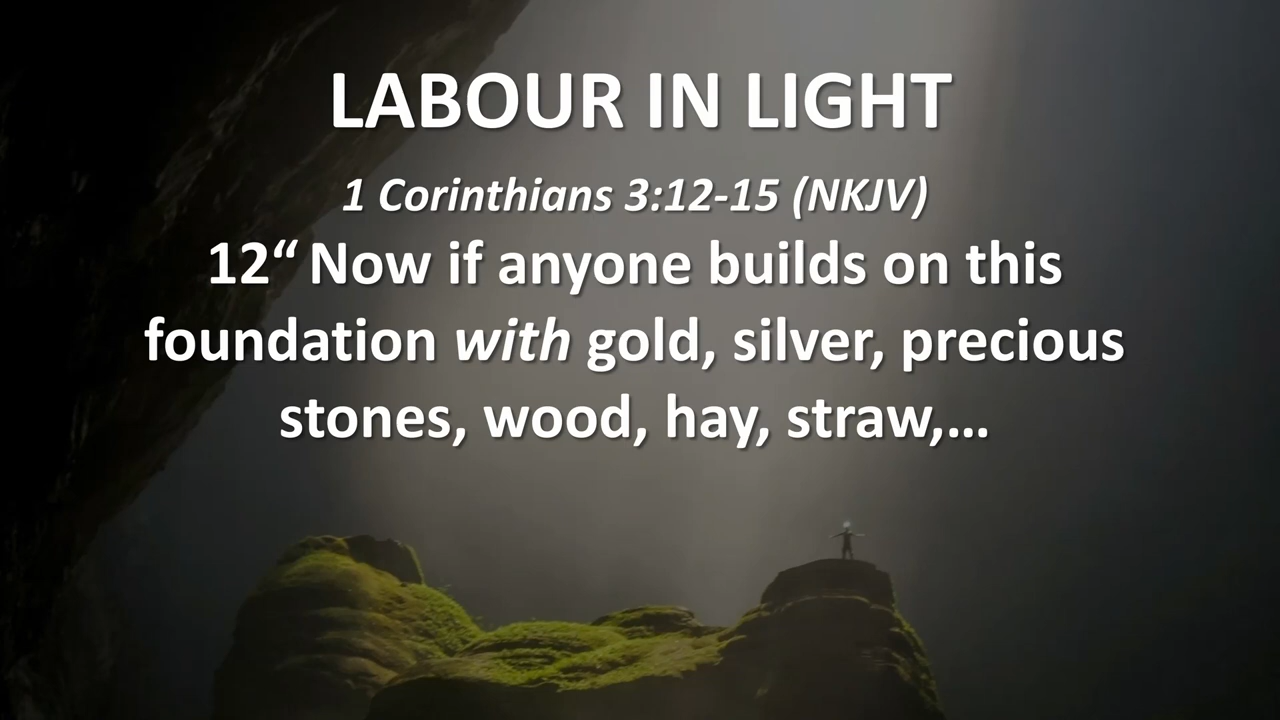 LABOUR IN LIGHT
1 Corinthians 3:12-15 (NKJV)
12“ Now if anyone builds on this
foundation with gold, silver, precious
stones, wood, hay, straw,…